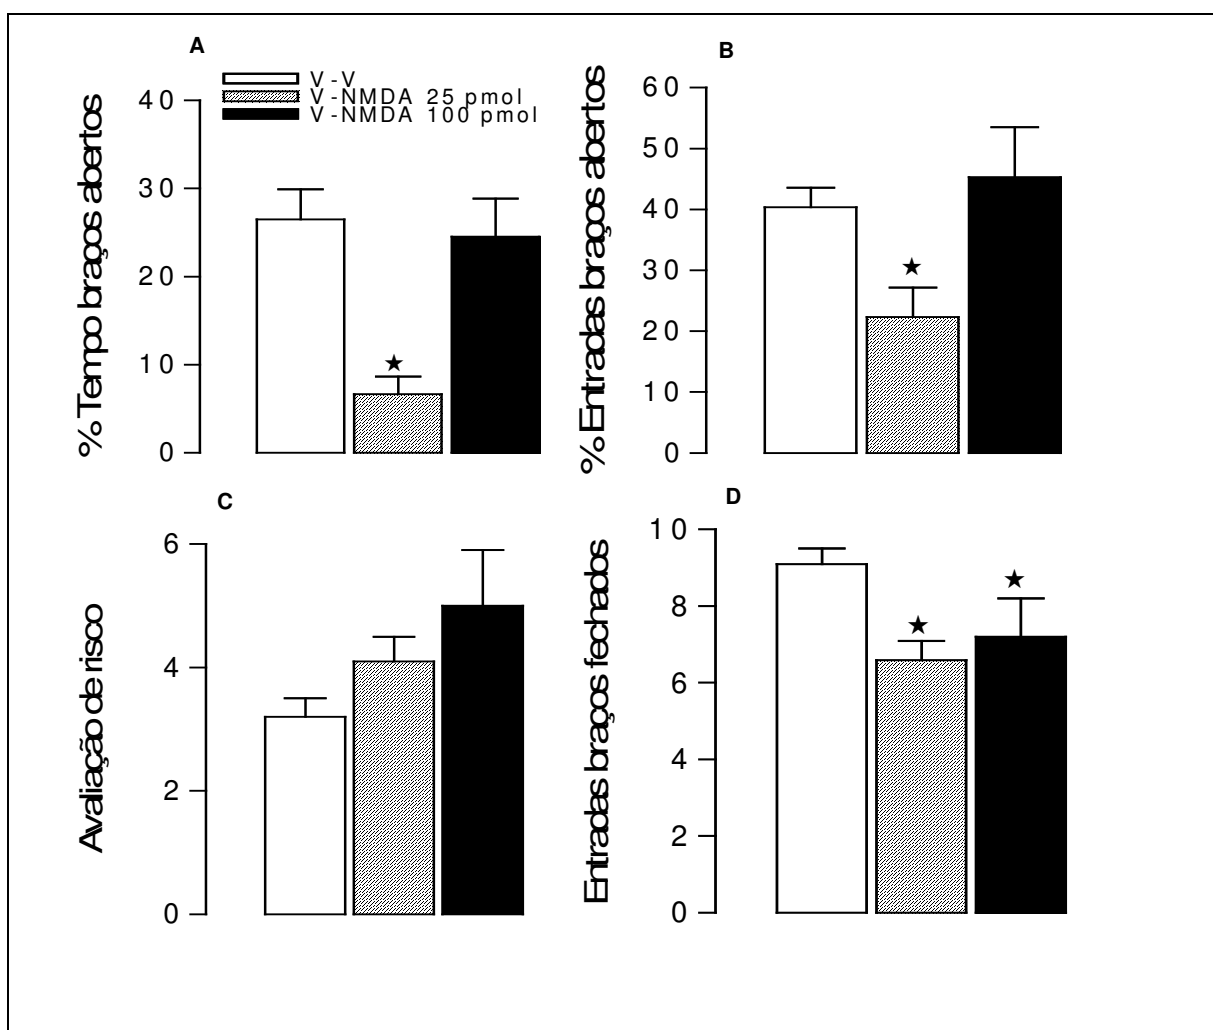 A
V-V
V-NMDA 25 pmol
V-NMDA 100 pmol
% Tempo braços abertos
40
30
20
10
0
★
B
% Entradas braços abertos
60
50
40
30
20
10
0
★
C
Avaliação de risco
6
4
2
0
D
Entradas braços fechados
10
8
6
4
2
0
★
★